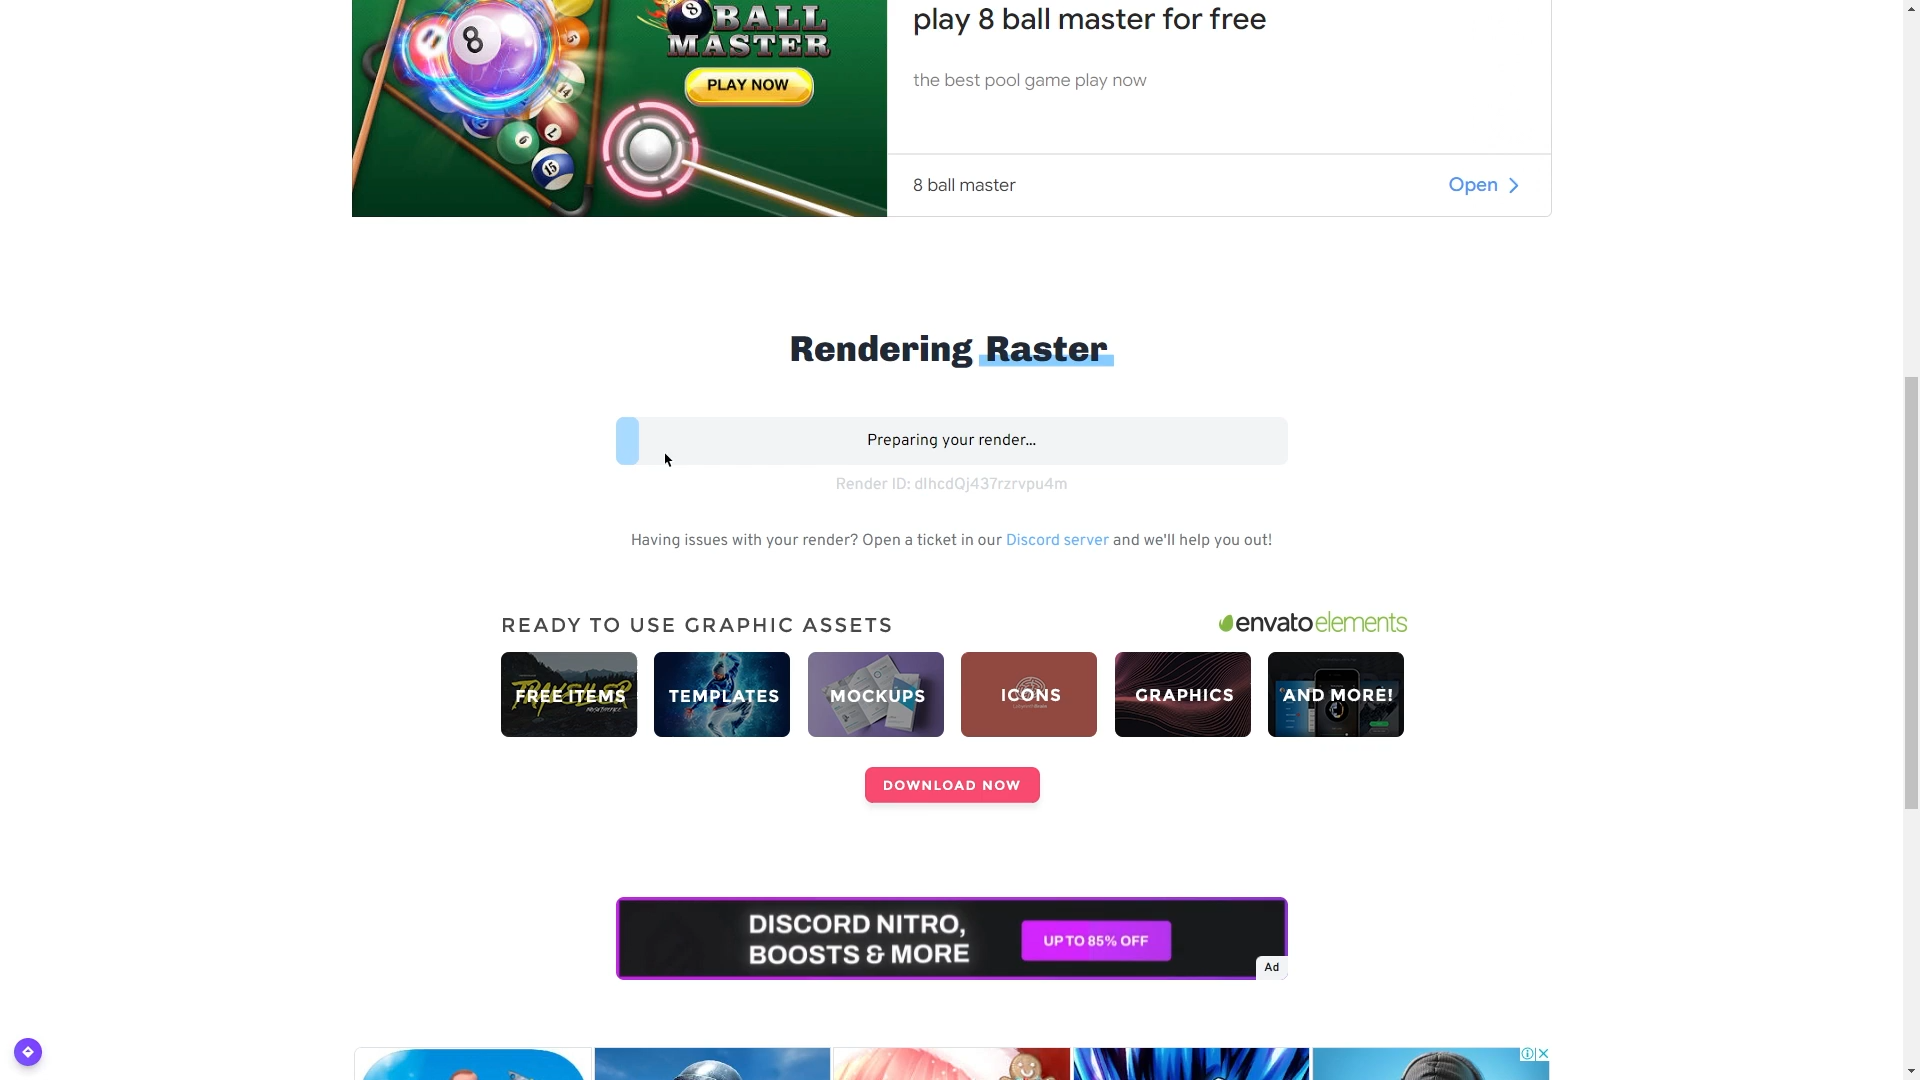 8 BALL
MASTER
PLAY NOW
play 8 ball master for free
the best pool game play now
8 ball master
Open
Rendering Raster
Preparing your render...
Render ID: dlhcdQj437rzrvpu4m
Having issues with your render? Open a ticket in our Discord server and we'll help you out!
READY TO USE GRAPHIC ASSETS
envatoelements
FREE ITEMS
TEMPLATES
MOCKUPS
ICONS
GRAPHICS
AND MORE!
DOWNLOAD NOW
DISCORD NITRO,
BOOSTS & MORE
UP TO 85% OFF
Ad